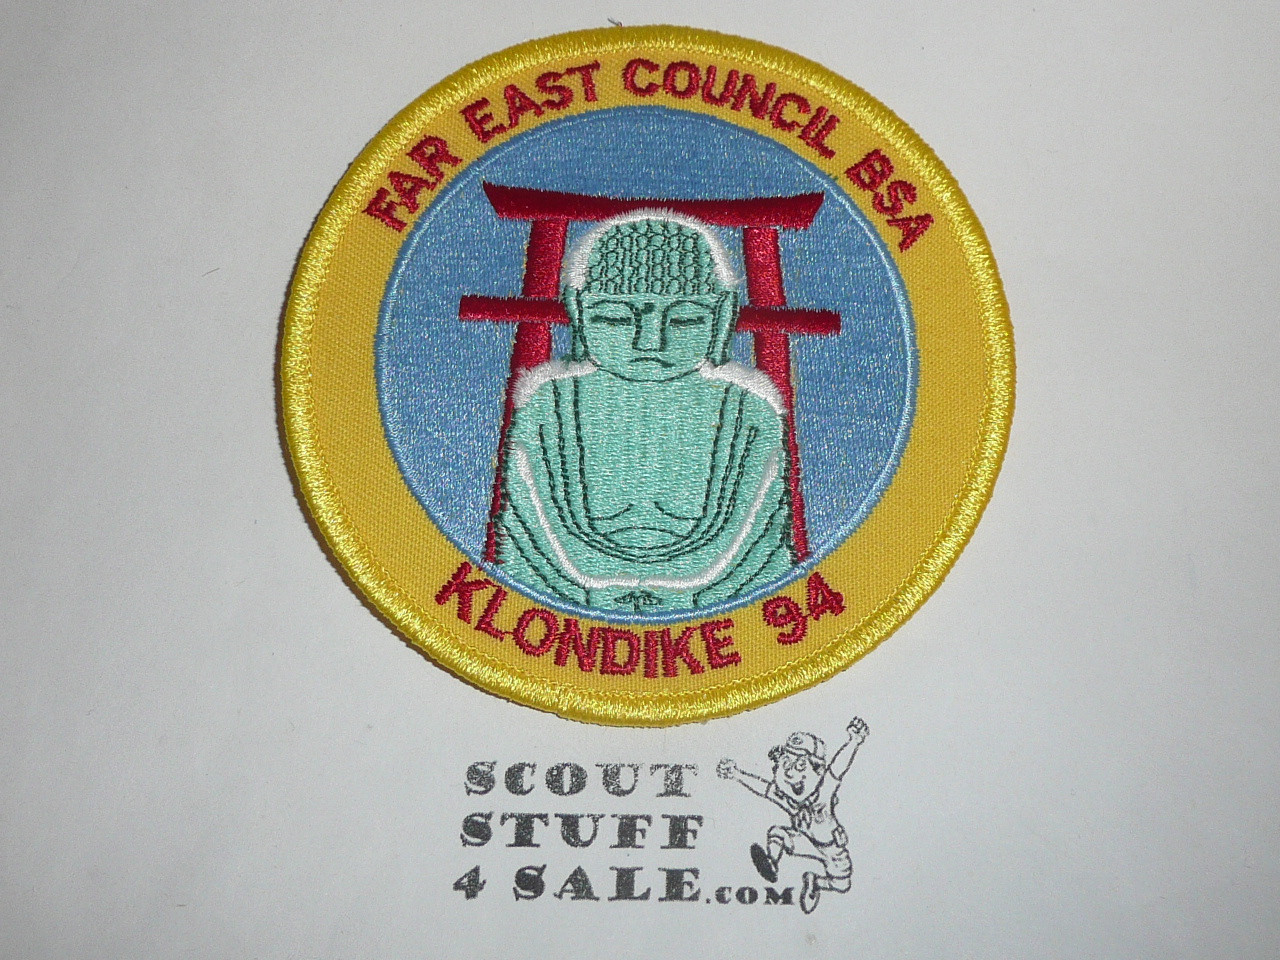 FAR EAST COUNCIL BSA
KLONDIKE 94
SCOUT
STUFF
4 SALE.COM